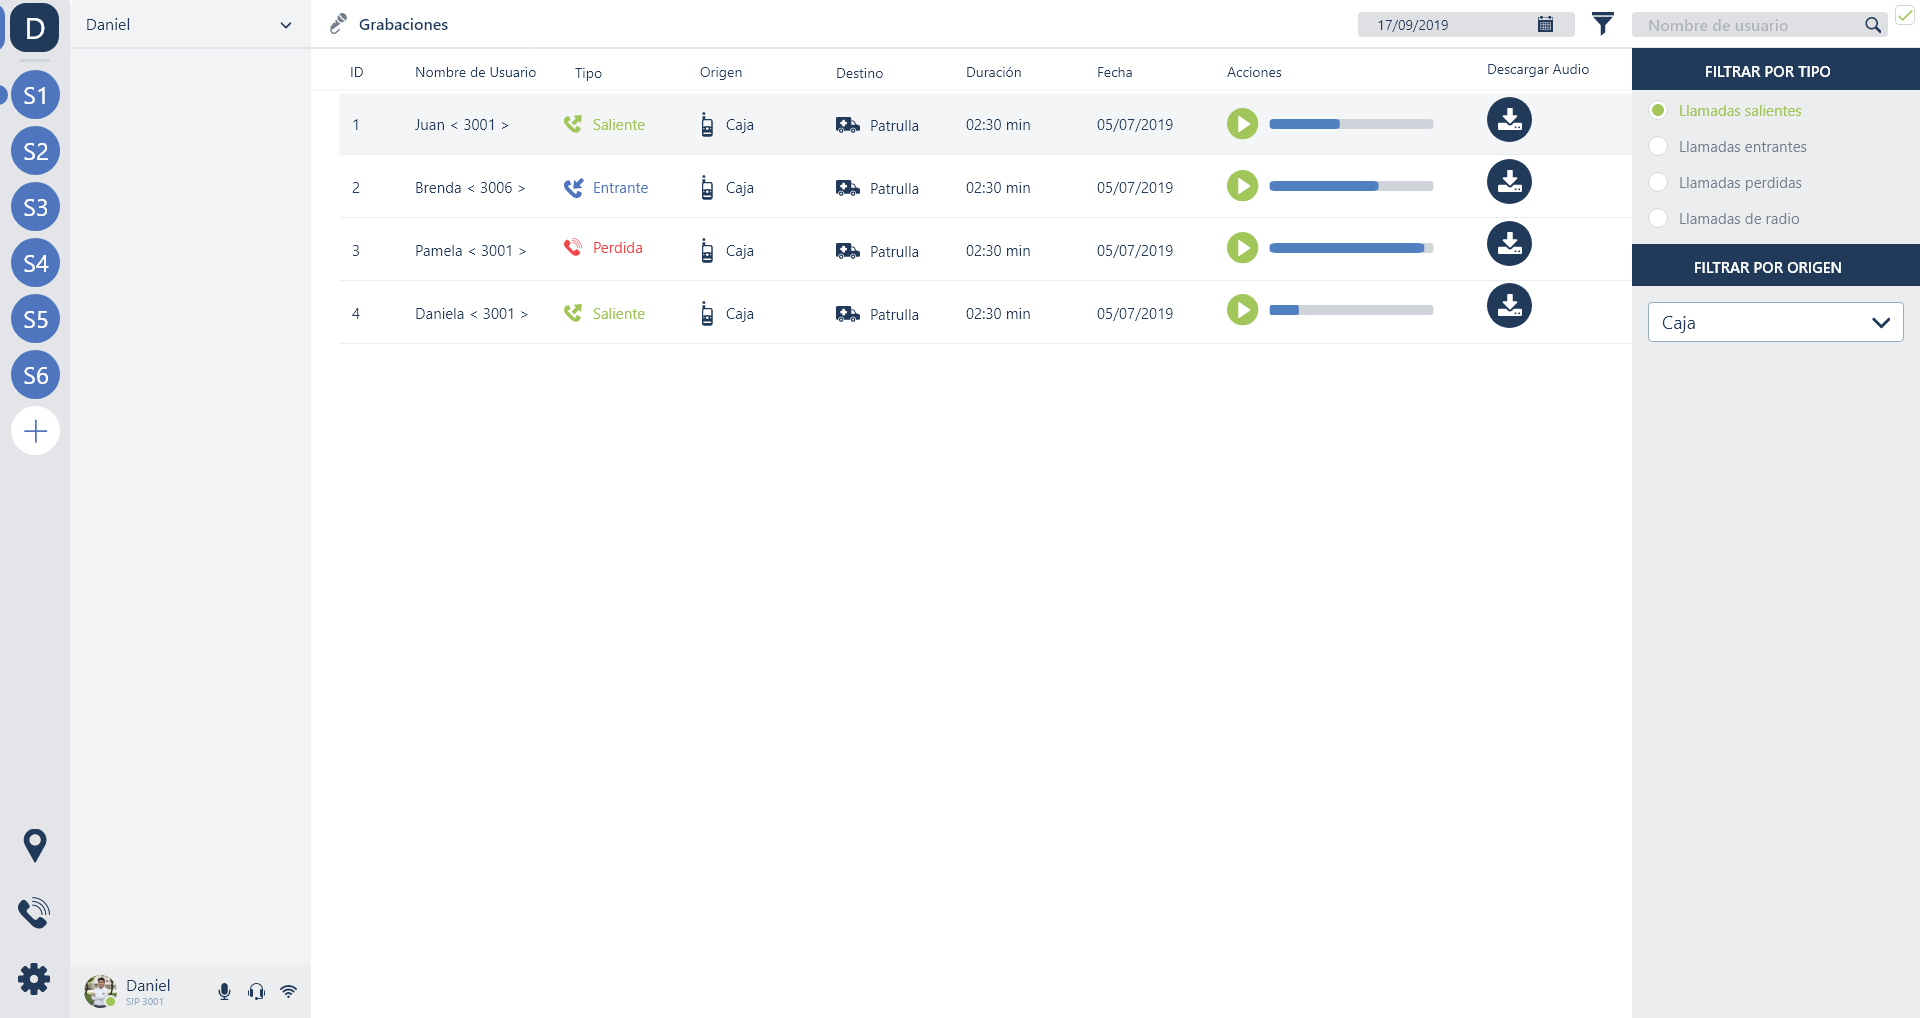 D
Daniel
Grabaciones
17/09/2019
Nombre de usuario
S1
S2
S3
S4
S5
S6
ID Nombre de Usuario Tipo Origen Destino Duración Fecha Acciones Descargar Audio
1 Juan < 3001 > Saliente Caja Patrulla 02:30 min 05/07/2019
2 Brenda < 3006 > Entrante Caja Patrulla 02:30 min 05/07/2019
3 Pamela < 3001 > Perdida Caja Patrulla 02:30 min 05/07/2019
4 Daniela < 3001 > Saliente Caja Patrulla 02:30 min 05/07/2019
FILTRAR POR TIPO
Llamadas salientes
Llamadas entrantes
Llamadas perdidas
Llamadas de radio
FILTRAR POR ORIGEN
Caja
Daniel
SIP 3001